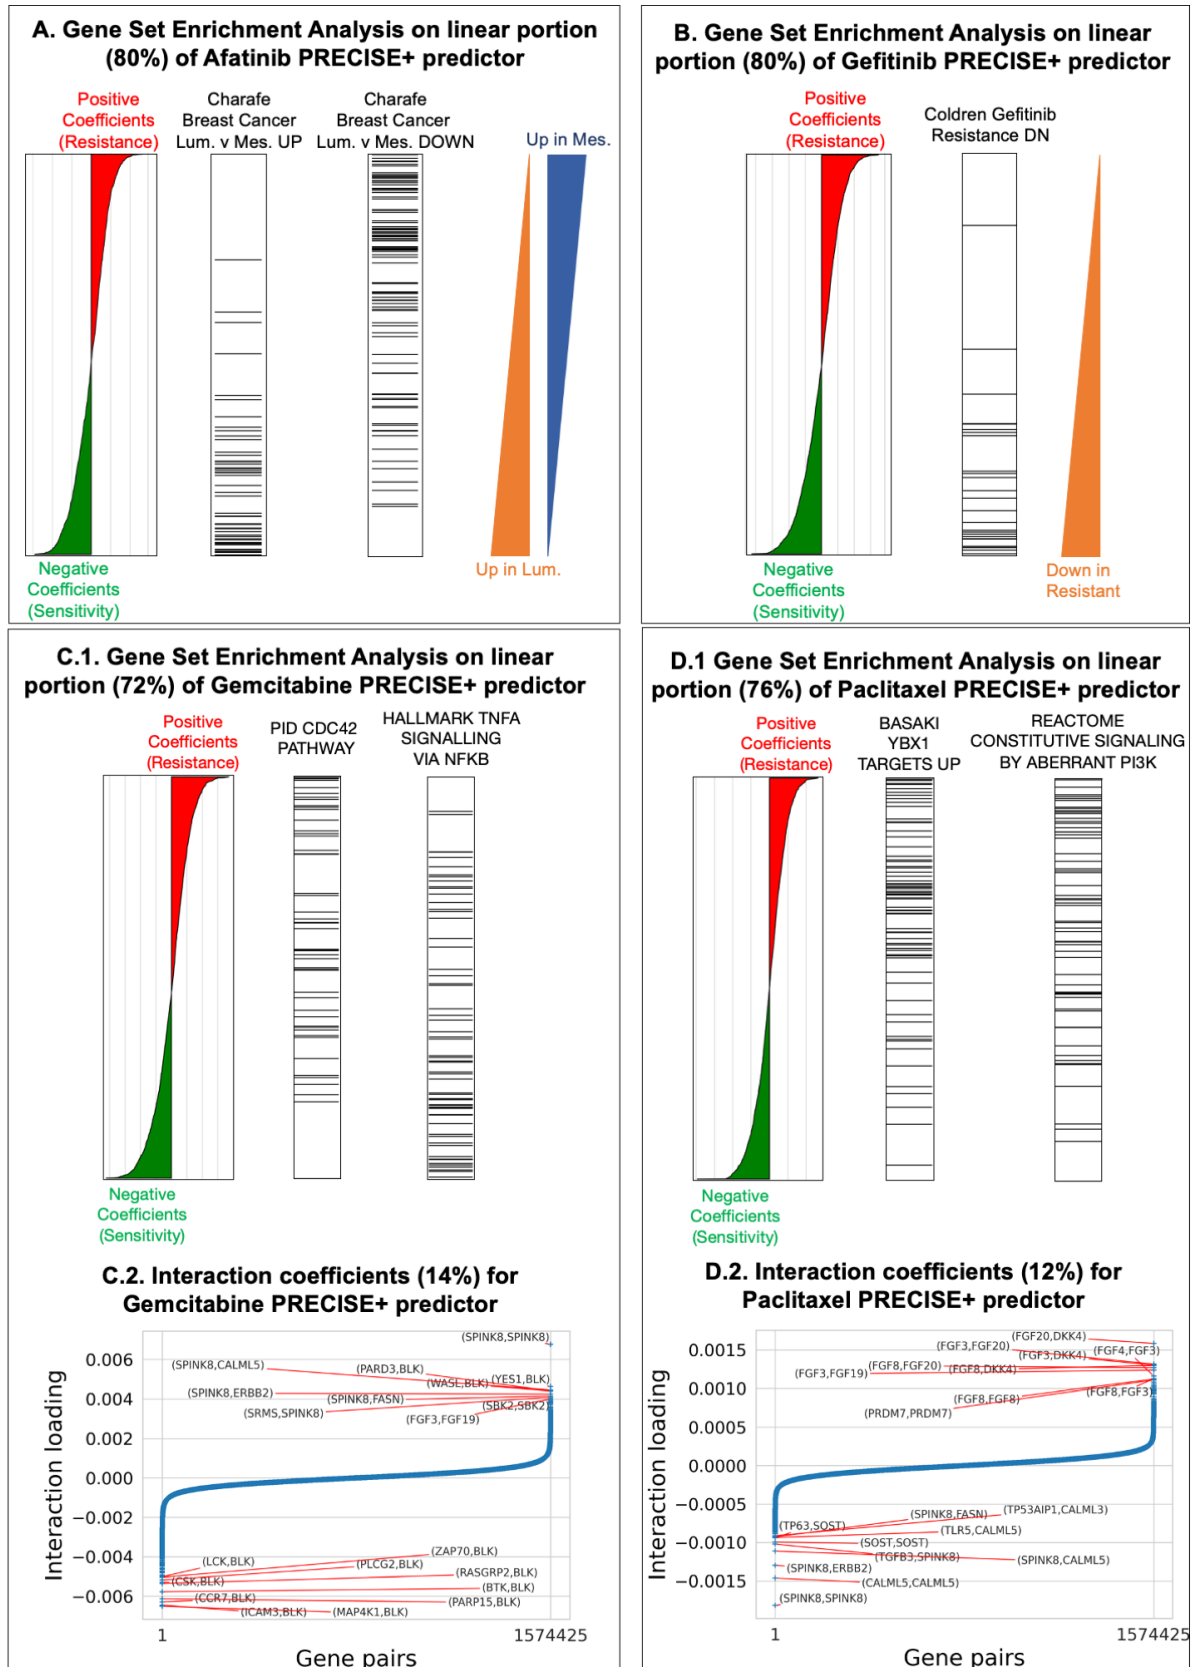 A. Gene Set Enrichment Analysis on linear
(80%) of Afatinib PRECISE+ predictor
Positive
Coefficients
(Resistance)
Charafe
Breast Cancer
Lum. v Mes. UP
Charafe
Breast Cancer
Lum. v Mes. DOWN
Up in Mes.
Up in Lum.
Negative
Coefficients
(Sensitivity)
B. Gene Set Enrichment Analysis on linear
portion (80%) of Gefitinib PRECISE+ predictor
Positive
Coefficients
(Resistance)
Coldren Gefitinib
Resistance DN
Negative
Coefficients
(Sensitivity)
Down in
Resistant
C.1. Gene Set Enrichment Analysis on linear
portion (72%) of Gemcitabine PRECISE+ predictor
Positive
Coefficients
(Resistance)
PID CDC42
PATHWAY
HALLMARK TNFA
SIGNALLING
VIA NFKB
Negative
Coefficients
(Sensitivity)
D.1 Gene Set Enrichment Analysis on linear
portion (76%) of Paclitaxel PRECISE+ predictor
Positive
Coefficients
(Resistance)
BASAKI
YBX1
TARGETS UP
REACTOME
CONSTITUTIVE SIGNALING
BY ABERRANT PI3K
Negative
Coefficients
(Sensitivity)
C.2. Interaction coefficients (14%) for
Gemcitabine PRECISE+ predictor
Interaction loading
0.006
0.004
0.002
0.000
−0.002
−0.004
−0.006
(SPINK8,SPINK8)
(SPINK8,CALML5)
(PARD3,BLK)
(YES1,BLK)
(WASL,BLK)
(SPINK8,ERBB2)
(SPINK8,FASN)
(SBK2,SBK2)
(SRMS,SPINK8)
(FGF3,FGF19)
(ZAP70,BLK)
(LCK,BLK)
(PLCG2,BLK)
(RASGRP2,BLK)
(CSK,BLK)
(BTK,BLK)
(CCR7,BLK)
(PARP15,BLK)
(ICAM3,BLK)
(MAP4K1,BLK)
1
1574425
Gene pairs
D.2. Interaction coefficients (12%) for
Paclitaxel PRECISE+ predictor
Interaction loading
0.0015
0.0010
0.0005
0.0000
−0.0005
−0.0010
−0.0015
(FGF20,DKK4)
(FGF3,FGF20)
(FGF4,FGF3)
(FGF3,DKK4)
(FGF8,FGF20)
(FGF8,DKK4)
(FGF3,FGF19)
(FGF8,FGF3)
(FGF8,FGF8)
(PRDM7,PRDM7)
(TP53AIP1,CALML3)
(SPINK8,FASN)
(TP63,SOST)
(TLR5,CALML5)
(SOST,SOST)
(TGFB3,SPINK8)
(SPINK8,CALML5)
(SPINK8,ERBB2)
(CALML5,CALML5)
(SPINK8,SPINK8)
1
1574425
Gene pairs